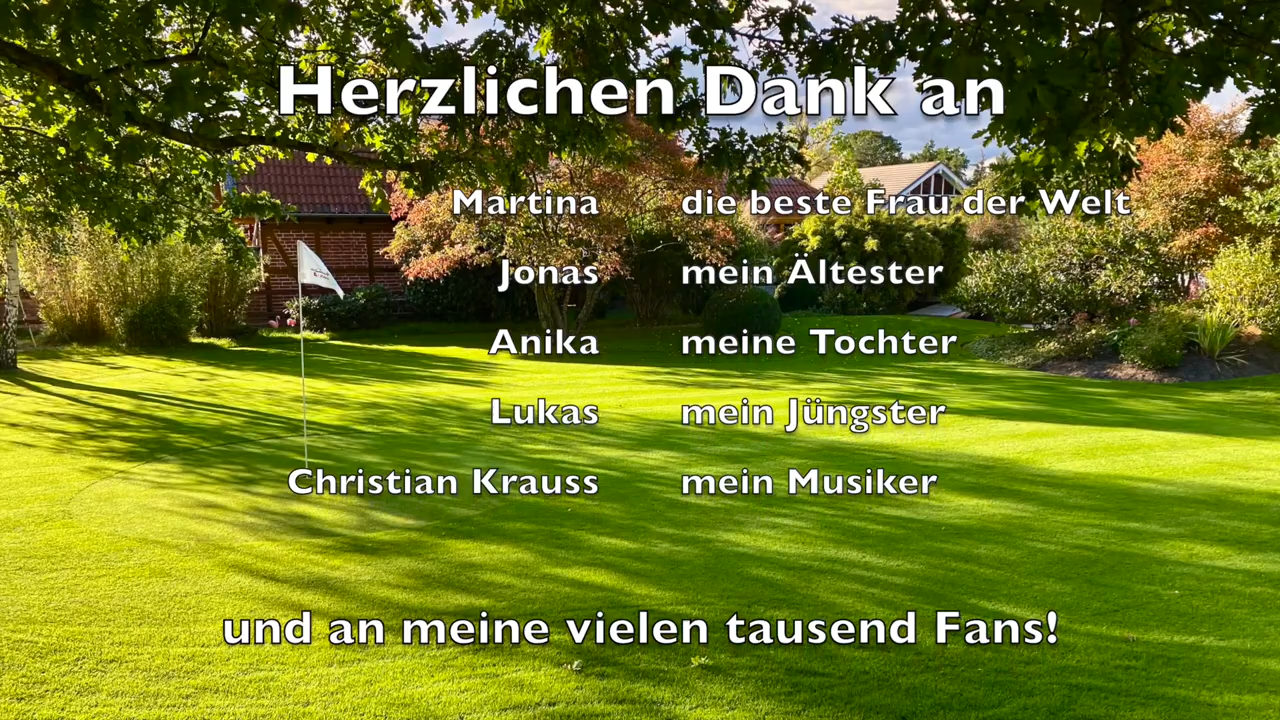 Herzlichen Dank an
Martina die beste Frau der Welt
Jonas mein Ältester
Anika meine Tochter
Lukas mein Jüngster
Christian Krauss mein Musiker
und an meine vielen tausend Fans!